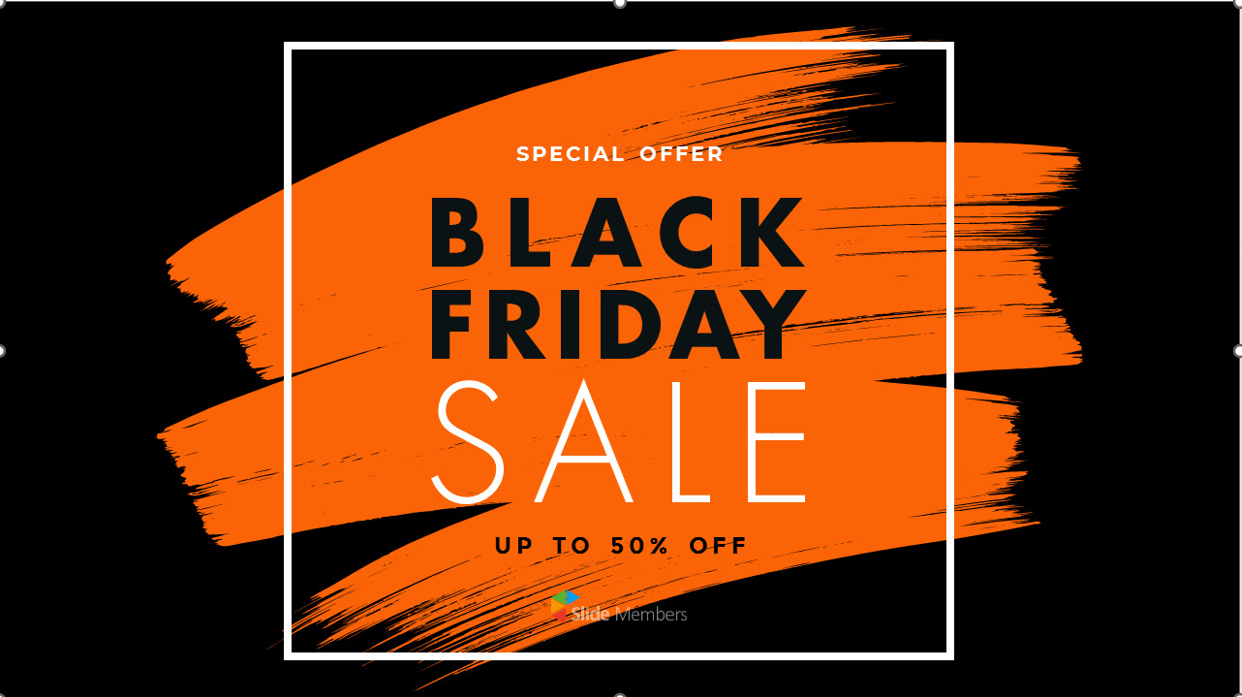 SPECIAL OFFER
BLACK
FRIDAY
SALE
UP TO 50% OFF
Slide Members